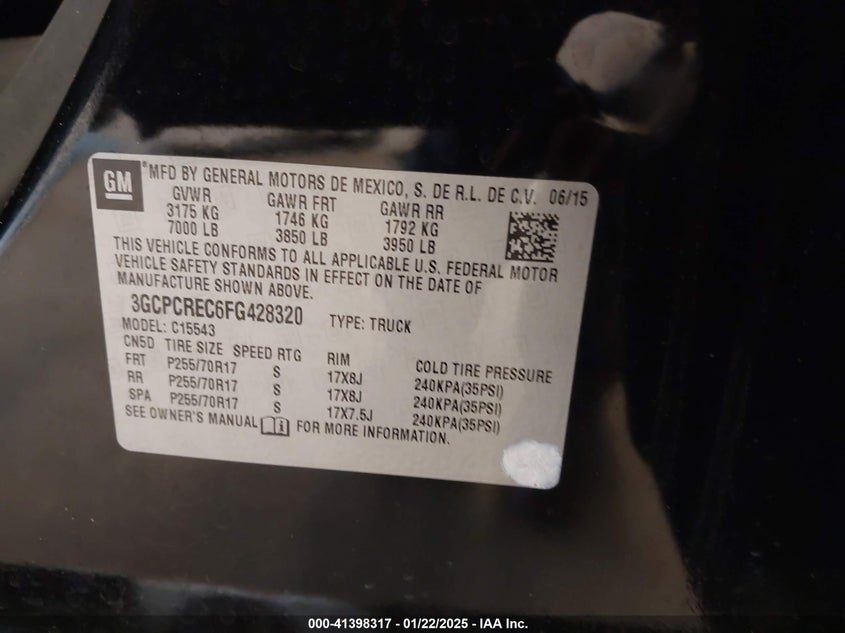 GM
MFD BY GENERAL MOTORS DE MEXICO, S. DE R.L. DE C.V. 06/15
GVWR GAWR FRT GAWR RR
3175 KG 1746 KG 1792 KG
7000 LB 3850 LB 3950 LB
THIS VEHICLE CONFORMS TO ALL APPLICABLE U.S. FEDERAL MOTOR
VEHICLE SAFETY STANDARDS IN EFFECT ON THE DATE OF
MANUFACTURE SHOWN ABOVE.
3GCPCREC6FG428320 TYPE: TRUCK
MODEL: C15543
CN5D TIRE SIZE SPEED RTG RIM COLD TIRE PRESSURE
FRT P255/70R17 S 17X8J 240KPA(35PSI)
RR P255/70R17 S 17X8J 240KPA(35PSI)
SPA P255/70R17 S 17X7.5J 240KPA(35PSI)
SEE OWNER'S MANUAL FOR MORE INFORMATION.
000-41398317 - 01/22/2025 - IAA Inc.